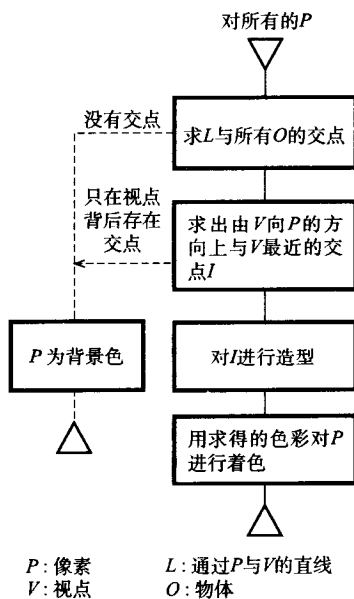 对所有的P
没有交点
求L与所有O的交点
只在视点
背后存在
交点
求出由V向P的方
向上与V最近的交
点I
P为背景色
对I进行造型
用求得的色彩对P
进行着色
P:像素
L:通过P与V的直线
V:视点
O:物体